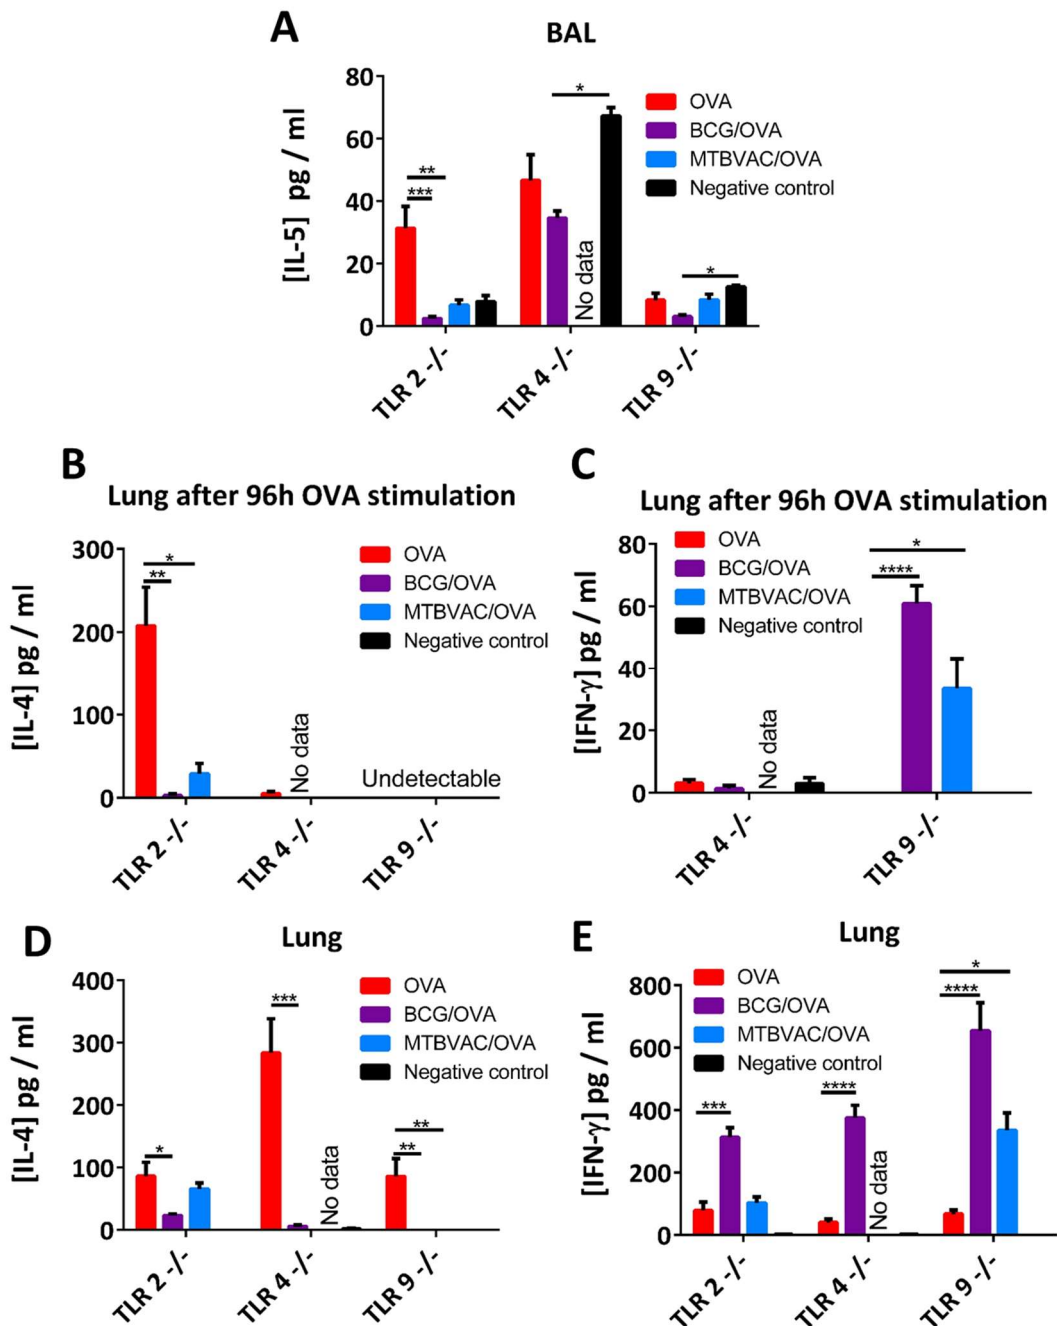 A
BAL
[IL-5] pg / ml
80
60
40
20
0
**
***
*
*
No data
OVA
BCG/OVA
MTBVAC/OVA
Negative control
TLR 2 -/-
TLR 4 -/-
TLR 9 -/-
B
Lung after 96h OVA stimulation
[IL-4] pg / ml
300
200
100
0
*
**
No data
Undetectable
OVA
BCG/OVA
MTBVAC/OVA
Negative control
TLR 2 -/-
TLR 4 -/-
TLR 9 -/-
C
Lung after 96h OVA stimulation
[IFN-γ] pg / ml
80
60
40
20
0
OVA
BCG/OVA
MTBVAC/OVA
Negative control
*
****
No data
TLR 4 -/-
TLR 9 -/-
D
Lung
[IL-4] pg / ml
400
300
200
100
0
*
***
**
**
No data
OVA
BCG/OVA
MTBVAC/OVA
Negative control
TLR 2 -/-
TLR 4 -/-
TLR 9 -/-
E
Lung
[IFN-γ] pg / ml
800
600
400
200
0
OVA
BCG/OVA
MTBVAC/OVA
Negative control
***
****
*
****
No data
TLR 2 -/-
TLR 4 -/-
TLR 9 -/-